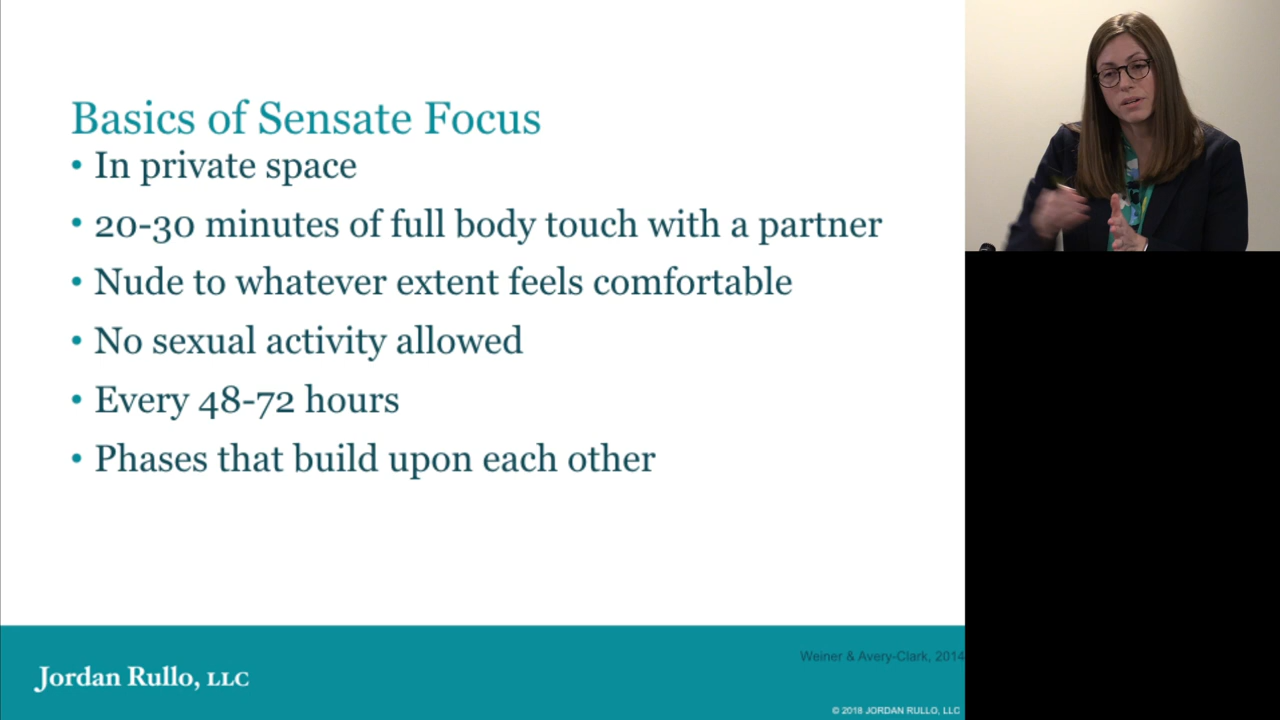 Basics of Sensate Focus
• In private space
• 20-30 minutes of full body touch with a partner
• Nude to whatever extent feels comfortable
• No sexual activity allowed
• Every 48-72 hours
• Phases that build upon each other
Weiner & Avery-Clark, 2014
Jordan Rullo, LLC
© 2018 JORDAN RULLO, LLC